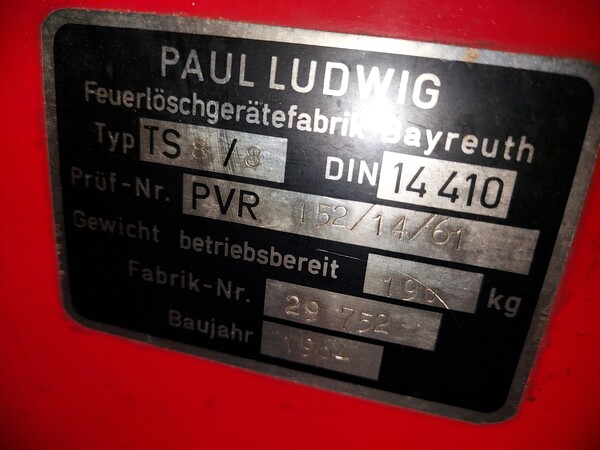 PAUL LUDWIG
Feuerlöschgerätefabrik Bayreuth
Typ TS 8/8 DIN 14 410
Prüf-Nr. PVR 152/14/61
Gewicht betriebsbereit kg
Fabrik-Nr. 29 752
Baujahr 1964